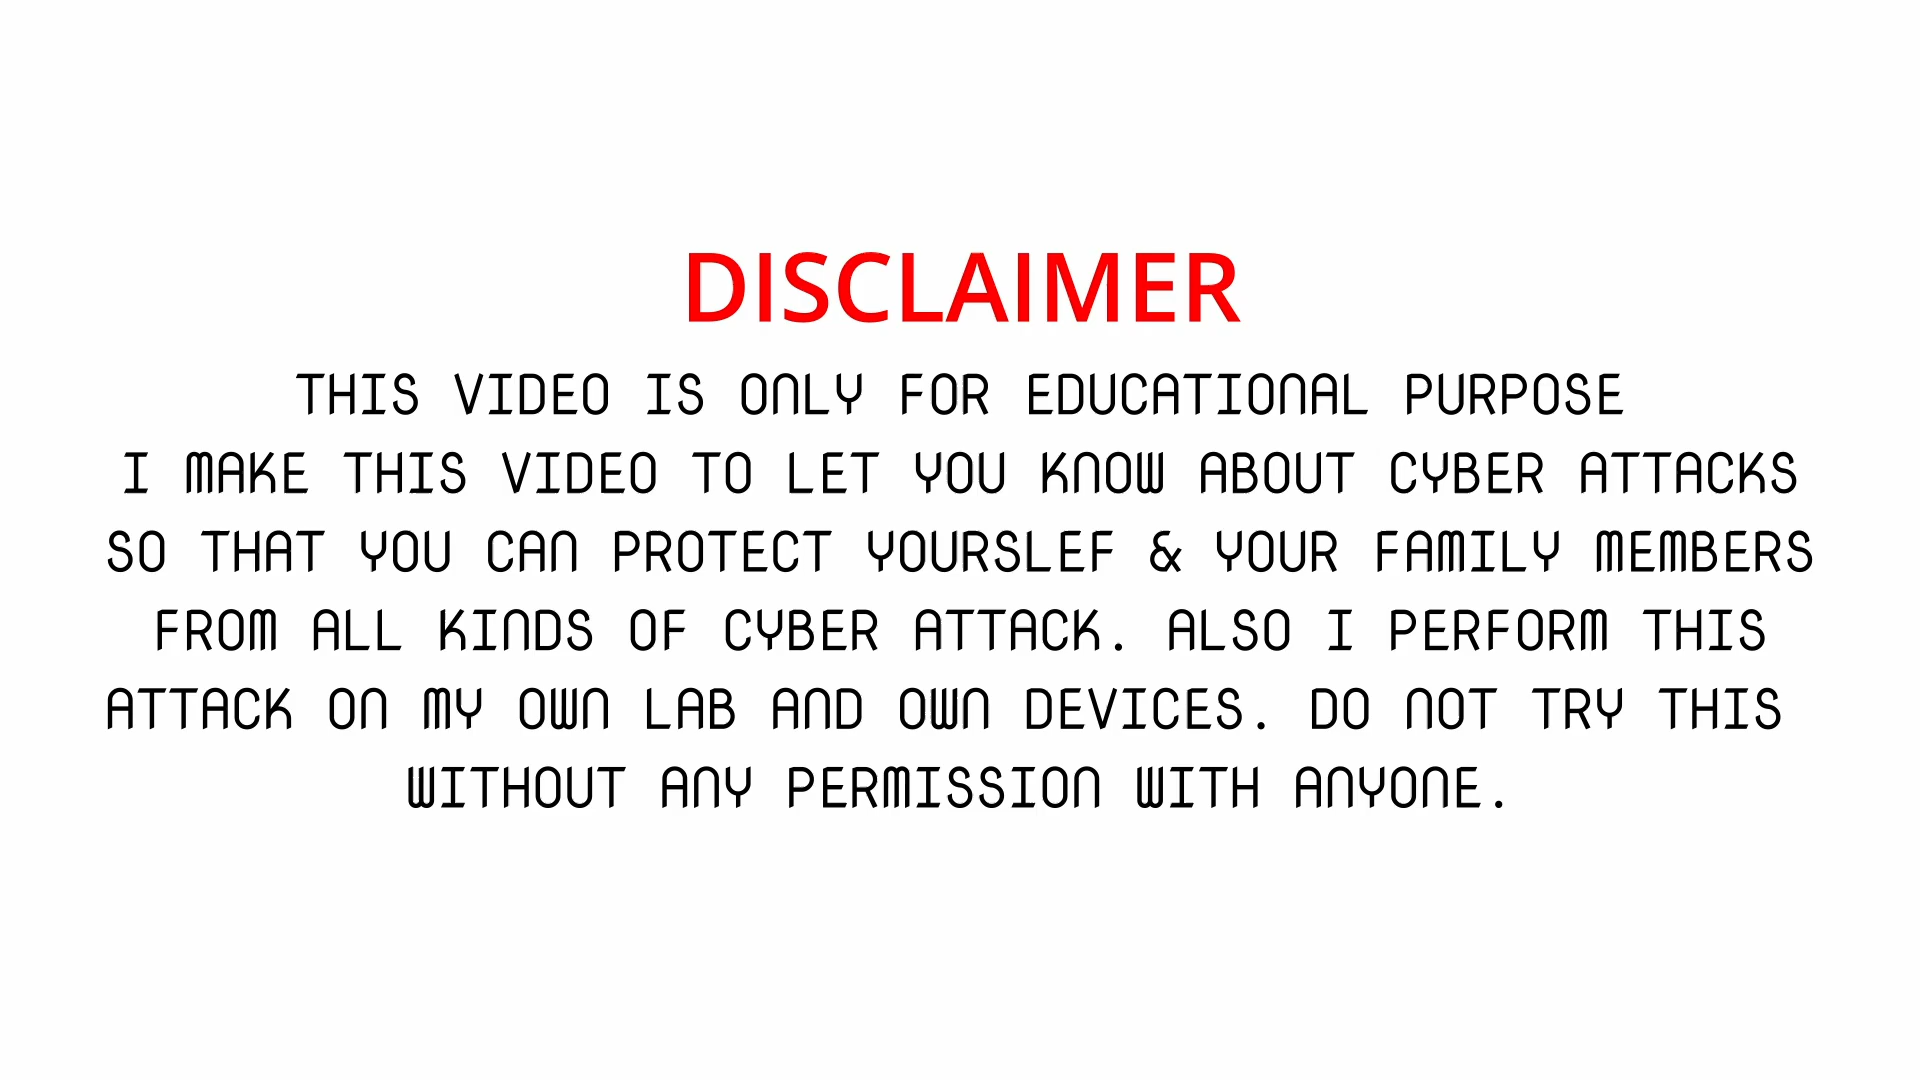 DISCLAIMER
THIS VIDEO IS ONLY FOR EDUCATIONAL PURPOSE
I MAKE THIS VIDEO TO LET YOU KNOW ABOUT CYBER ATTACKS
SO THAT YOU CAN PROTECT YOURSLEF & YOUR FAMILY MEMBERS
FROM ALL KINDS OF CYBER ATTACK. ALSO I PERFORM THIS
ATTACK ON MY OWN LAB AND OWN DEVICES. DO NOT TRY THIS
WITHOUT ANY PERMISSION WITH ANYONE.